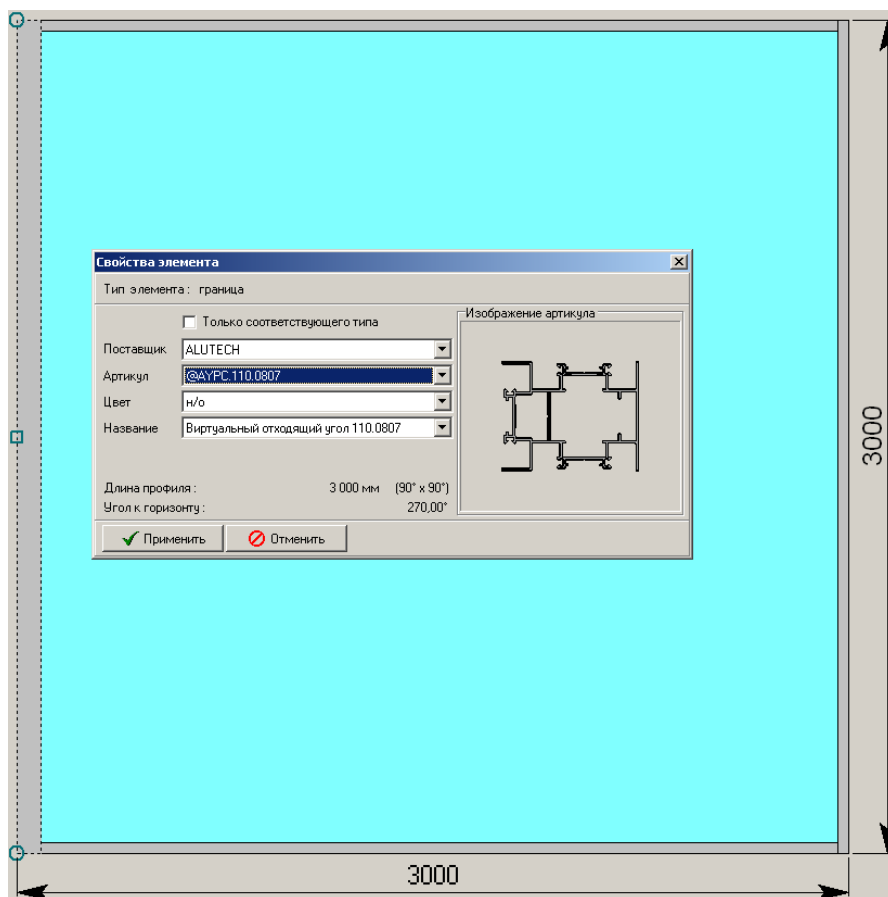 Свойства элемента
Тип элемента : граница
Только соответствующего типа
Изображение артикула
Поставщик ALUTECH
Артикул @AYPC.110.0807
Цвет н/о
Название Виртуальный отходящий угол 110.0807
Длина профиля : 3 000 мм (90° x 90°)
Угол к горизонту : 270,00°
Применить Отменить
3000
3000